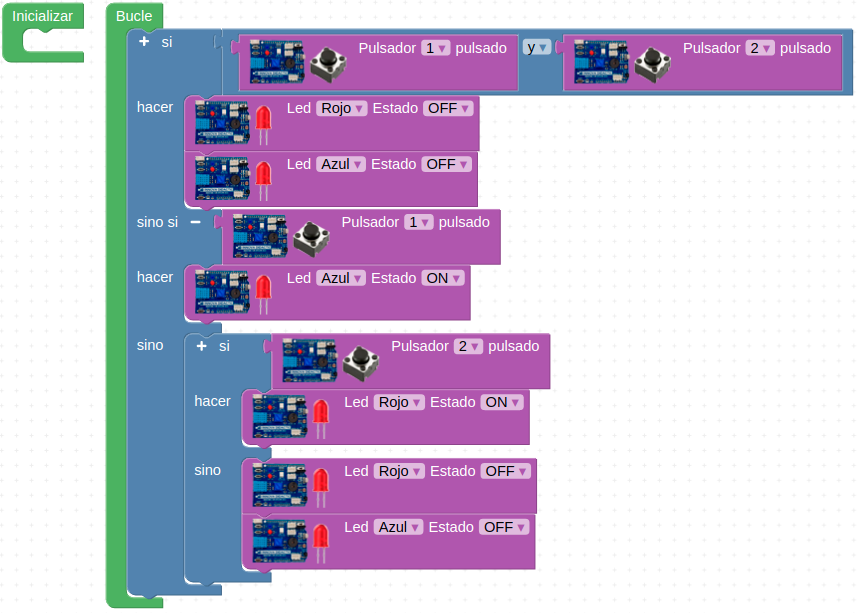 Inicializar
Bucle
+ si Pulsador 1 pulsado y Pulsador 2 pulsado
hacer Led Rojo Estado OFF
Led Azul Estado OFF
sino si − Pulsador 1 pulsado
hacer Led Azul Estado ON
sino + si Pulsador 2 pulsado
hacer Led Rojo Estado ON
sino Led Rojo Estado OFF
Led Azul Estado OFF